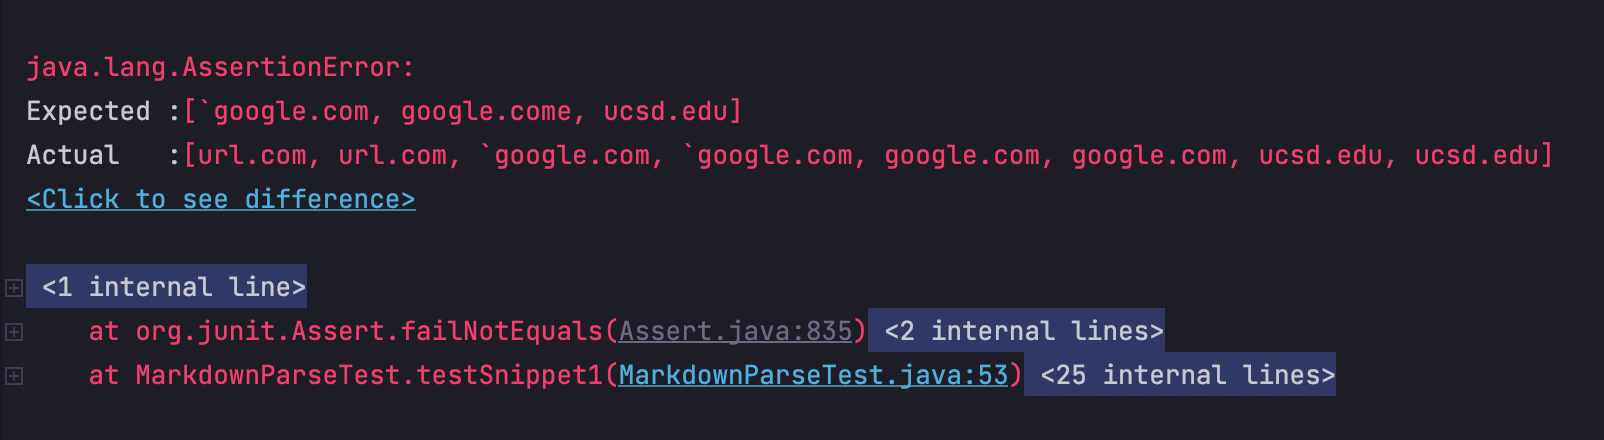 java.lang.AssertionError:
Expected :[`google.com, google.come, ucsd.edu]
Actual   :[url.com, url.com, `google.com, `google.com, google.com, google.com, ucsd.edu, ucsd.edu]
<Click to see difference>
<1 internal line>
at org.junit.Assert.failNotEquals(Assert.java:835) <2 internal lines>
at MarkdownParseTest.testSnippet1(MarkdownParseTest.java:53) <25 internal lines>